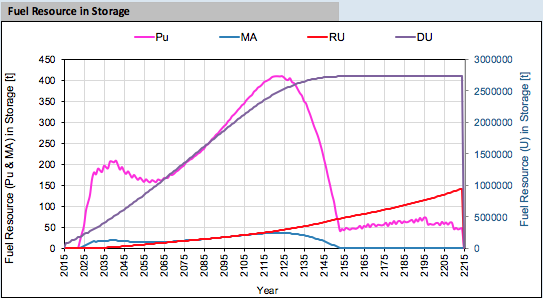 Fuel Resource in Storage
Pu MA RU DU
Fuel Resource (Pu & MA) in Storage [t]
450
400
350
300
250
200
150
100
50
0
3000000
2500000
2000000
1500000
1000000
500000
0
Fuel Resource (U) in Storage [t]
2015 2025 2035 2045 2055 2065 2075 2085 2095 2105 2115 2125 2135 2145 2155 2165 2175 2185 2195 2205 2215
Year